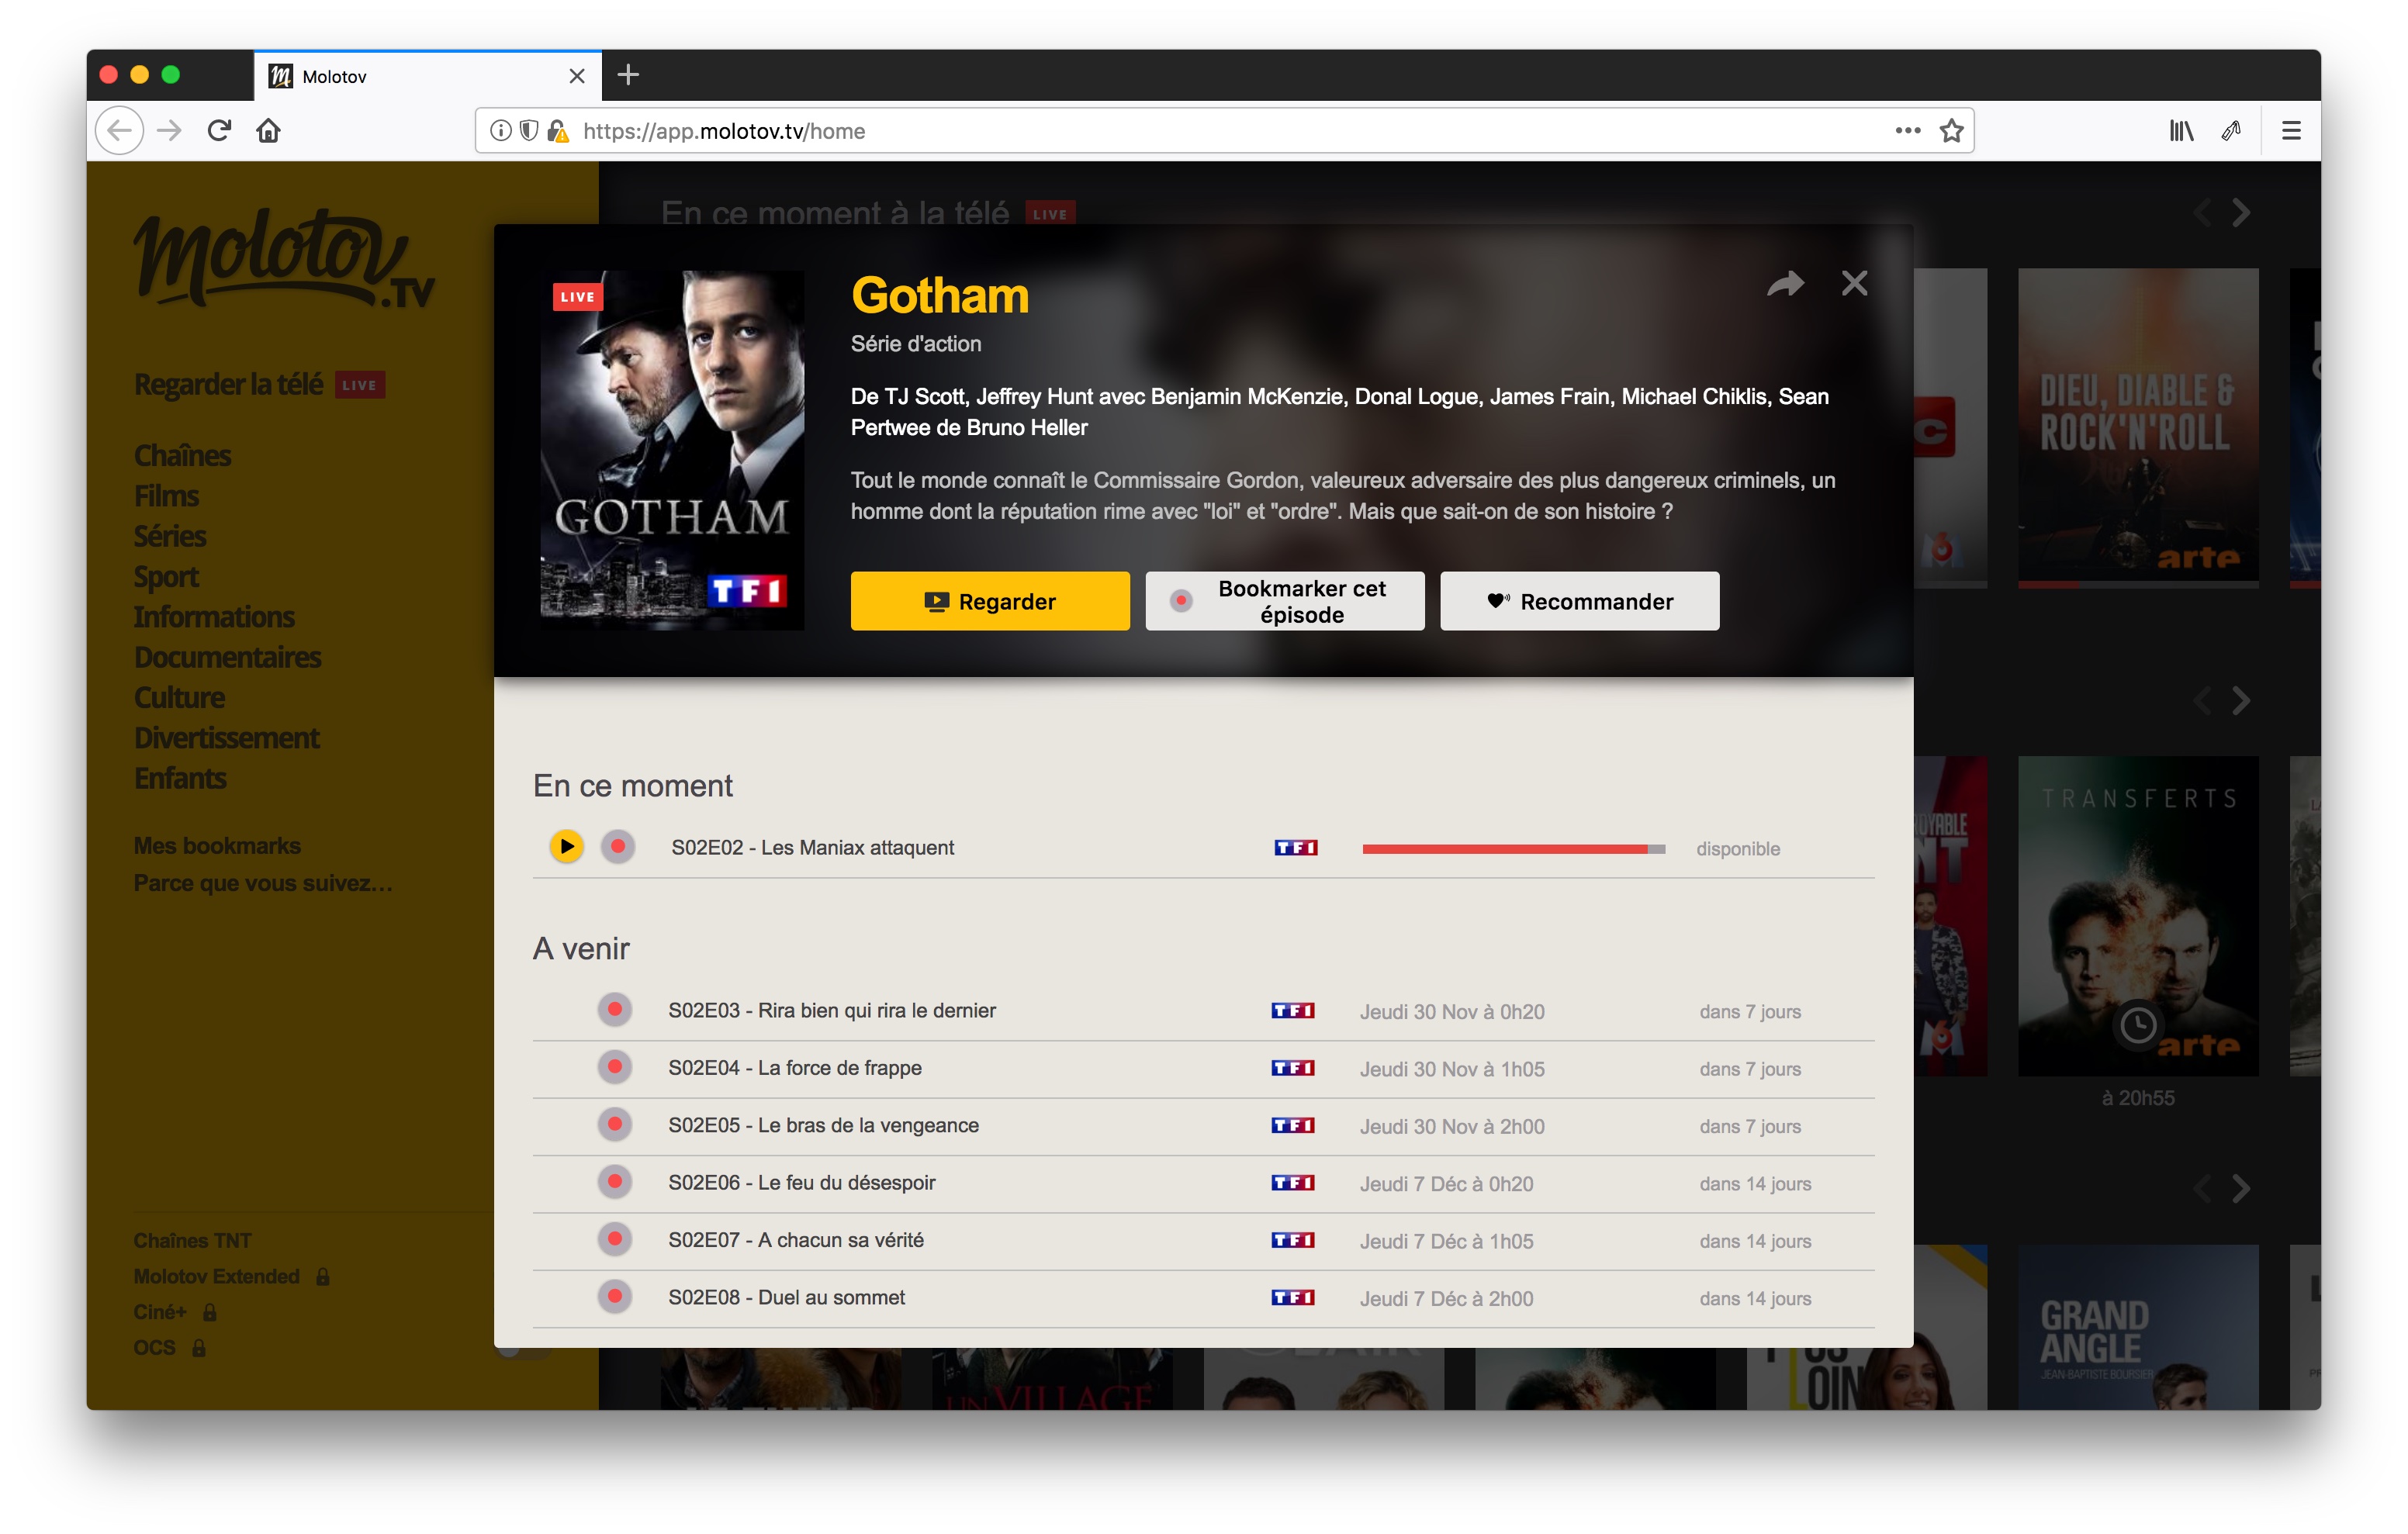 Molotov
https://app.molotov.tv/home
Molotov.TV
Regarder la télé LIVE
Chaînes
Films
Séries
Sport
Informations
Documentaires
Culture
Divertissement
Enfants
Mes bookmarks
Parce que vous suivez...
Chaînes TNT
Molotov Extended
Ciné+
OCS
En ce moment à la télé LIVE
LIVE
GOTHAM
TF1
Gotham
Série d'action
De TJ Scott, Jeffrey Hunt avec Benjamin McKenzie, Donal Logue, James Frain, Michael Chiklis, Sean
Pertwee de Bruno Heller
Tout le monde connaît le Commissaire Gordon, valeureux adversaire des plus dangereux criminels, un
homme dont la réputation rime avec "loi" et "ordre". Mais que sait-on de son histoire ?
Regarder
Bookmarker cet
épisode
Recommander
En ce moment
S02E02 - Les Maniax attaquent TF1 disponible
A venir
S02E03 - Rira bien qui rira le dernier TF1 Jeudi 30 Nov à 0h20 dans 7 jours
S02E04 - La force de frappe TF1 Jeudi 30 Nov à 1h05 dans 7 jours
S02E05 - Le bras de la vengeance TF1 Jeudi 30 Nov à 2h00 dans 7 jours
S02E06 - Le feu du désespoir TF1 Jeudi 7 Déc à 0h20 dans 14 jours
S02E07 - A chacun sa vérité TF1 Jeudi 7 Déc à 1h05 dans 14 jours
S02E08 - Duel au sommet TF1 Jeudi 7 Déc à 2h00 dans 14 jours
C
M6
DIEU, DIABLE &
ROCK'N'ROLL
arte
M6
TRANSFERTS
arte
à 20h55
UN VILLAGE
LOIN
GRAND
ANGLE
JEAN-BAPTISTE BOURSIER